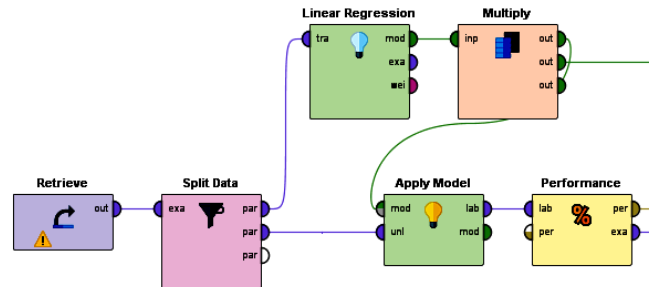 Linear Regression
Multiply
tra
mod
exa
wei
inp
out
out
out
Retrieve
Split Data
Apply Model
Performance
out
exa
par
par
par
mod
unl
lab
mod
lab
per
per
exa
%